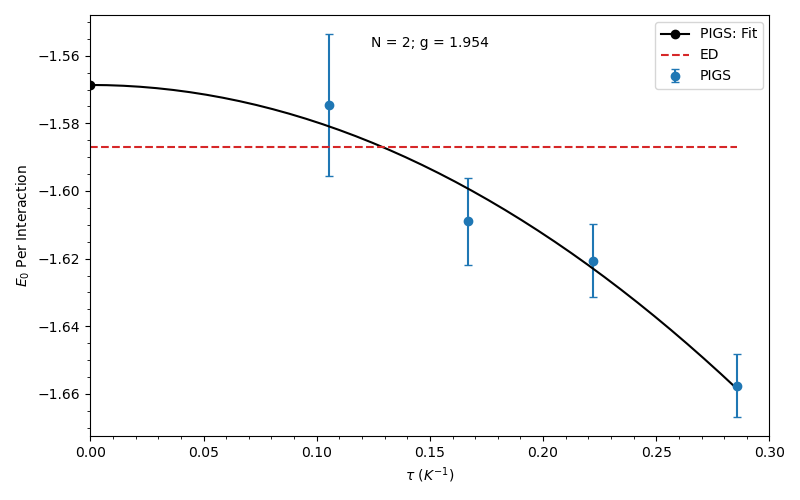 N = 2; g = 1.954
PIGS: Fit
ED
PIGS
E₀ Per Interaction
−1.56
−1.58
−1.60
−1.62
−1.64
−1.66
0.00 0.05 0.10 0.15 0.20 0.25 0.30
τ (K⁻¹)